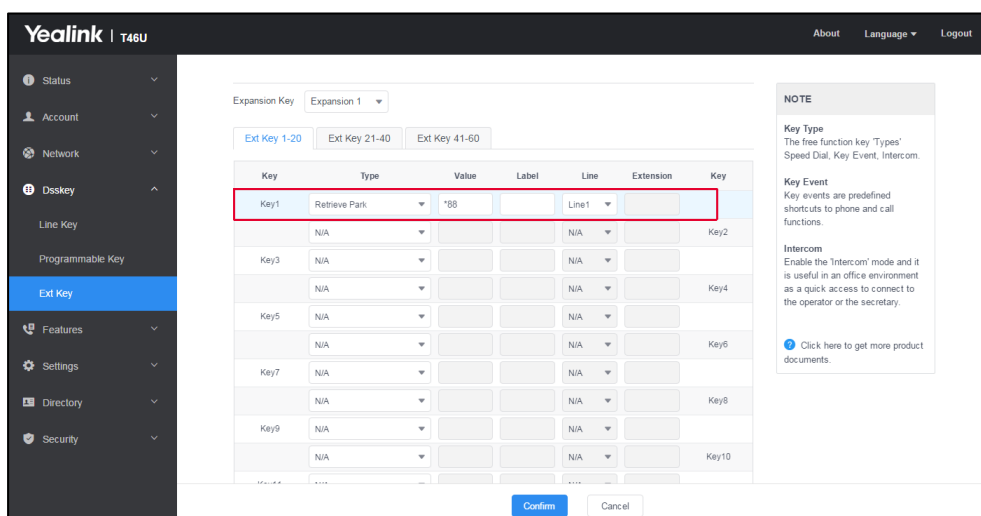 Yealink | T46U
About Language Logout
Status
Account
Network
Dsskey
Line Key
Programmable Key
Ext Key
Features
Settings
Directory
Security
Expansion Key Expansion 1
Ext Key 1-20 Ext Key 21-40 Ext Key 41-60
Key Type Value Label Line Extension Key
Key1 Retrieve Park *88 Line1
N/A N/A Key2
Key3 N/A N/A
N/A N/A Key4
Key5 N/A N/A
N/A N/A Key6
Key7 N/A N/A
N/A N/A Key8
Key9 N/A N/A
N/A N/A Key10
Confirm Cancel
NOTE
Key Type
The free function key 'Types'
Speed Dial, Key Event, Intercom.
Key Event
Key events are predefined
shortcuts to phone and call
functions.
Intercom
Enable the 'Intercom' mode and it
is useful in an office environment
as a quick access to connect to
the operator or the secretary.
Click here to get more product
documents.